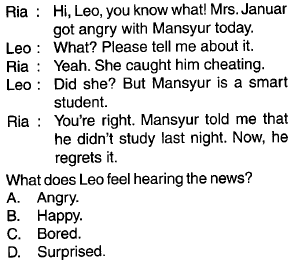 Ria : Hi, Leo, you know what! Mrs. Januar
got angry with Mansyur today.
Leo : What? Please tell me about it.
Ria : Yeah. She caught him cheating.
Leo : Did she? But Mansyur is a smart
student.
Ria : You're right. Mansyur told me that
he didn't study last night. Now, he
regrets it.
What does Leo feel hearing the news?
A. Angry.
B. Happy.
C. Bored.
D. Surprised.